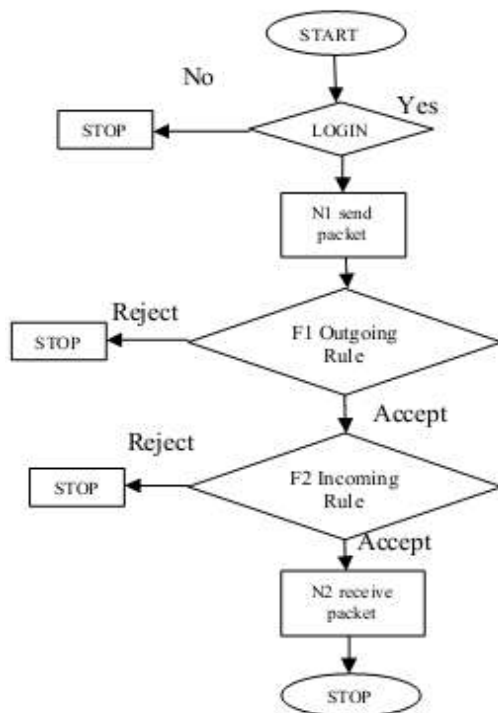 START
No
Yes
STOP
LOGIN
N1 send
packet
Reject
F1 Outgoing
Rule
STOP
Accept
Reject
F2 Incoming
Rule
STOP
Accept
N2 receive
packet
STOP